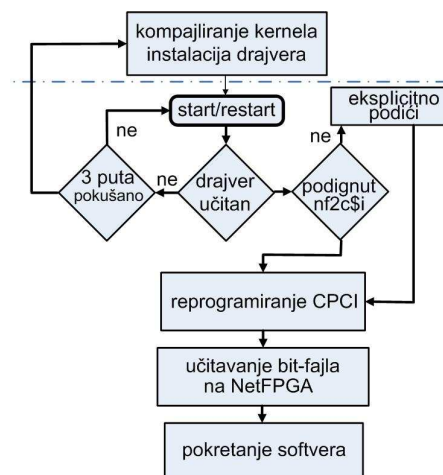 kompajliranje kernela
instalacija drajvera
start/restart
eksplicitno
podići
ne
ne
3 puta
pokušano
ne
drajver
učitan
podignut
nf2c$i
reprogramiranje CPCI
učitavanje bit-fajla
na NetFPGA
pokretanje softvera